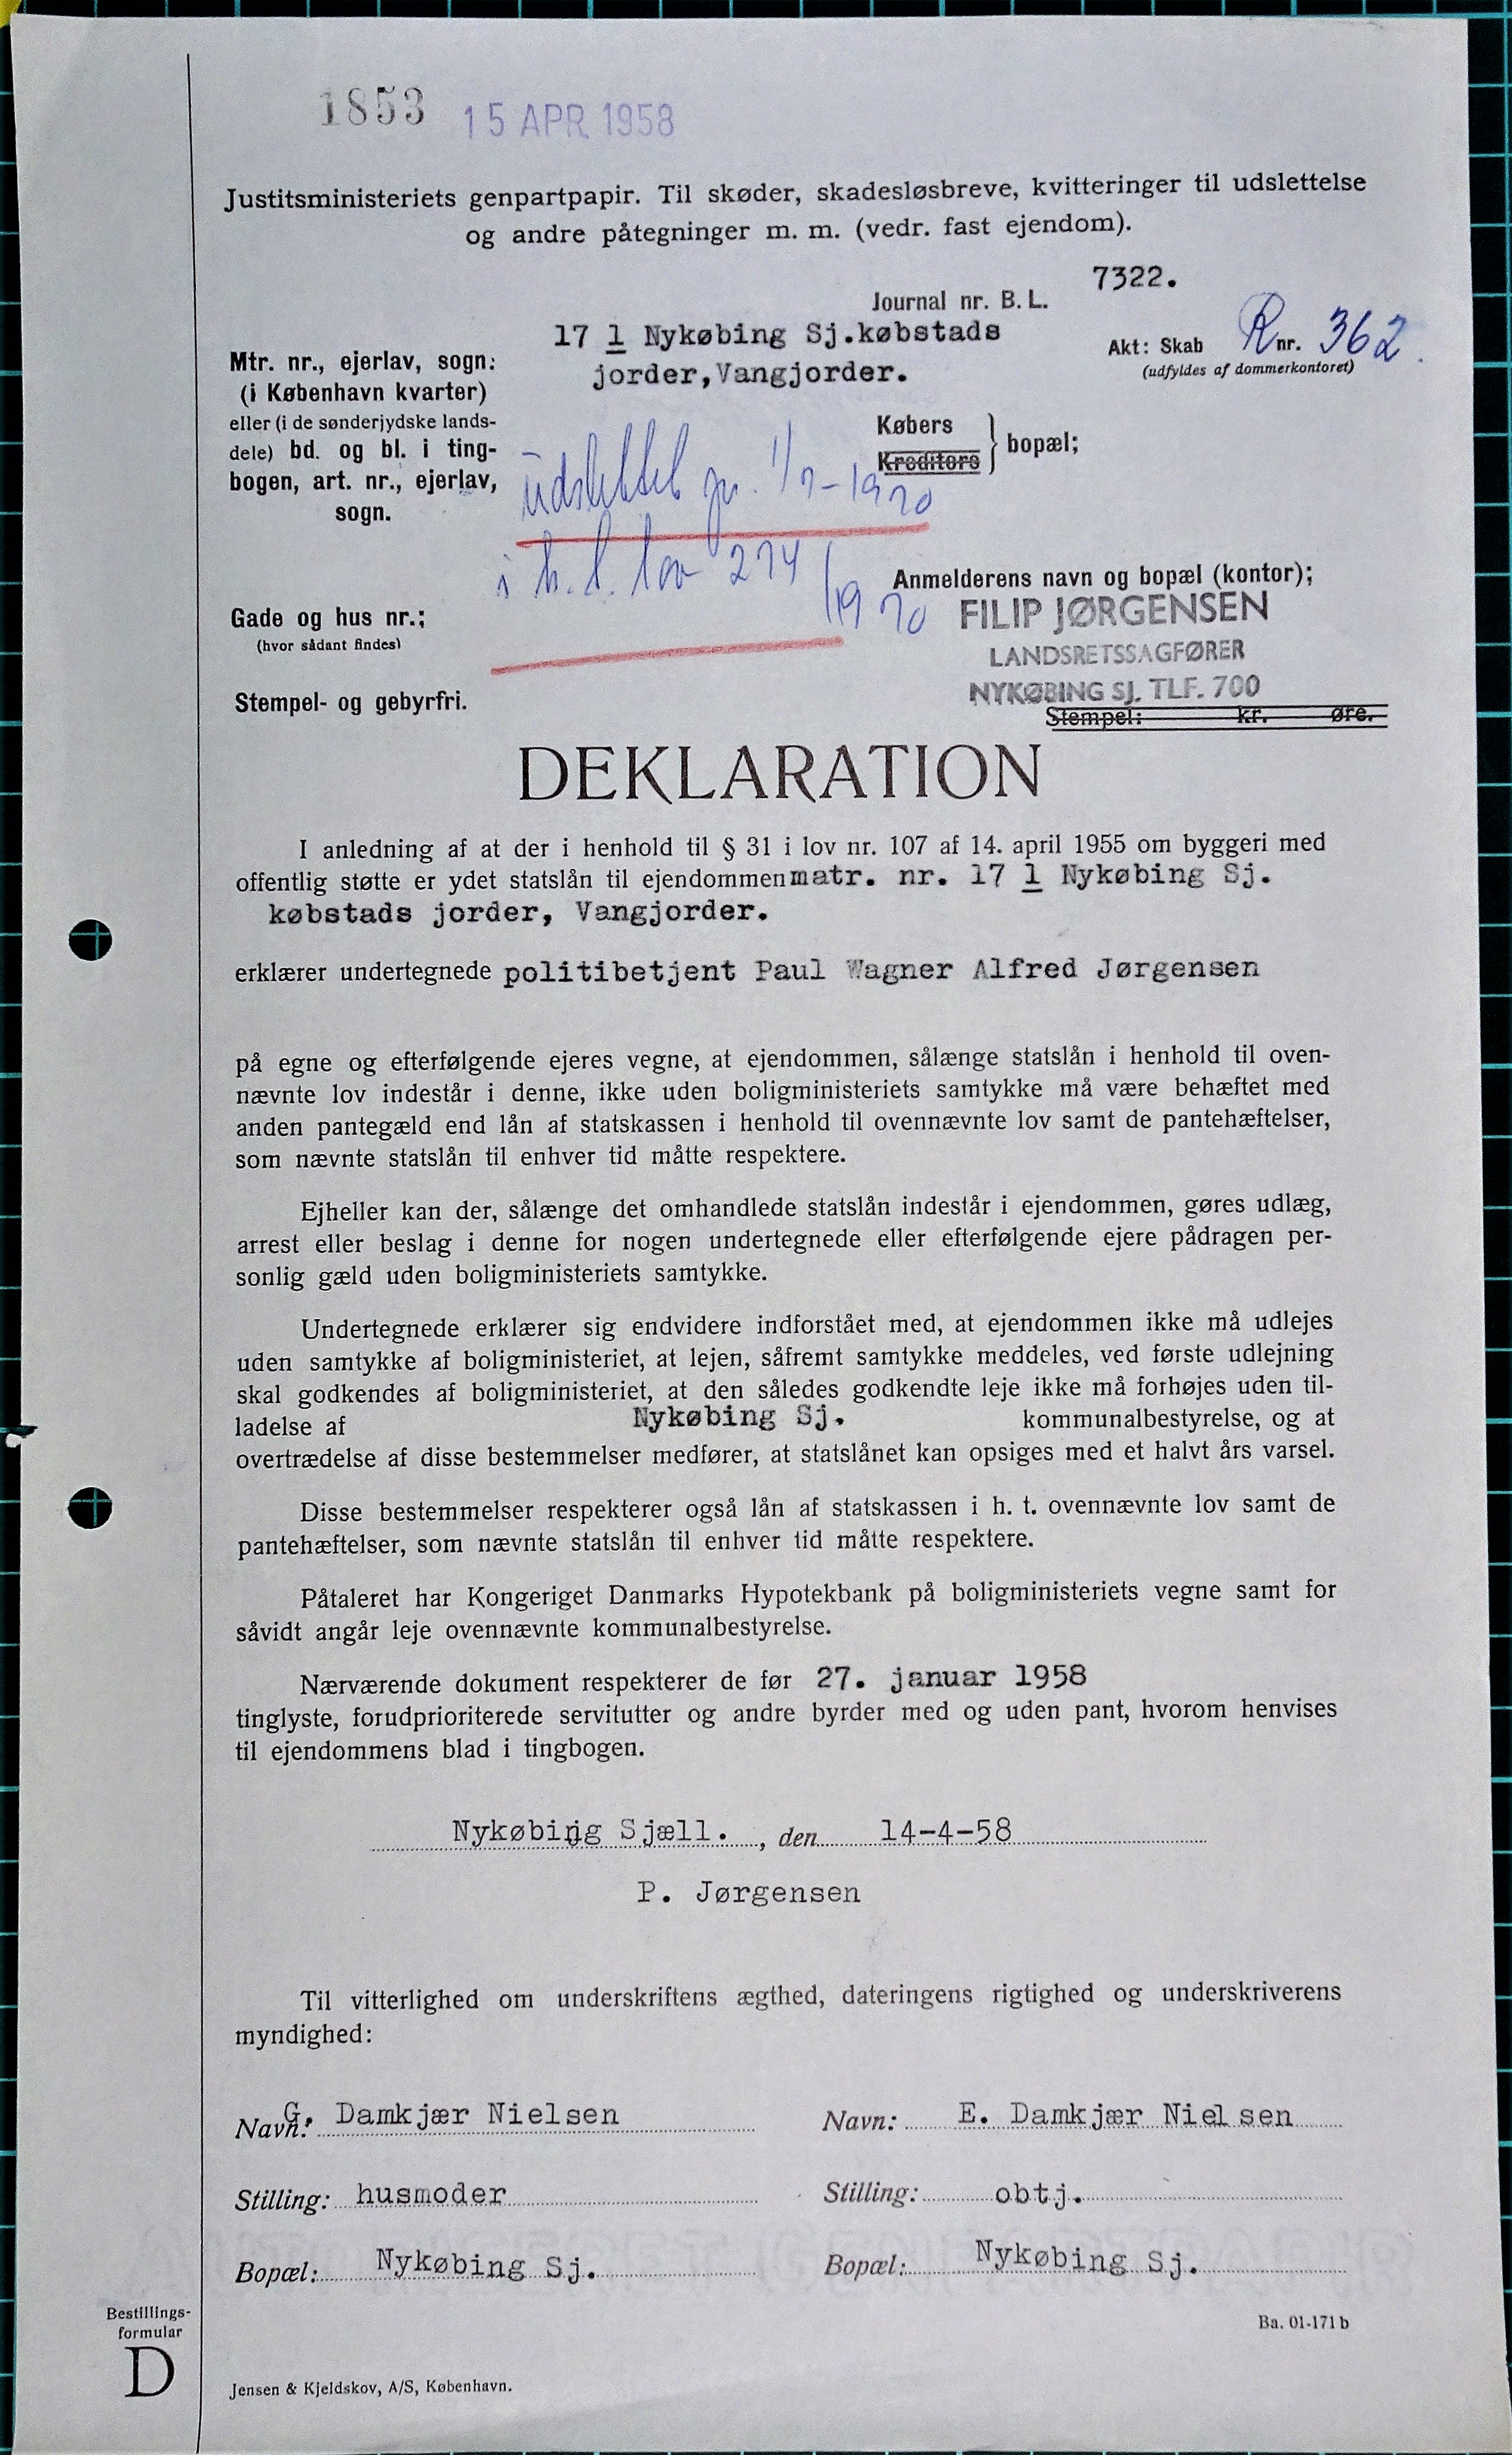 1853 15 APR. 1958
Justitsministeriets genpartpapir. Til skøder, skadesløsbreve, kvitteringer til udslettelse
og andre påtegninger m. m. (vedr. fast ejendom).
7322.
Journal nr. B. L.
17 l Nykøbing Sj.købstads
jorder,Vangjorder.
Akt: Skab R nr. 362
(udfyldes af dommerkontoret)
Mtr. nr., ejerlav, sogn:
(i København kvarter)
eller (i de sønderjydske lands-
dele) bd. og bl. i ting-
bogen, art. nr., ejerlav,
sogn.
Købers
Kreditors
bopæl;
Udslettet pr. 1/7-1970
i h. t. lov 274/1970
Anmelderens navn og bopæl (kontor);
FILIP JØRGENSEN
LANDSRETSSAGFØRER
NYKØBING SJ. TLF. 700
Gade og hus nr.;
(hvor sådant findes)
Stempel- og gebyrfri.
Stempel: kr. øre.
DEKLARATION
I anledning af at der i henhold til § 31 i lov nr. 107 af 14. april 1955 om byggeri med
offentlig støtte er ydet statslån til ejendommen matr. nr. 17 l Nykøbing Sj.
købstads jorder, Vangjorder.
erklærer undertegnede politibetjent Paul Wagner Alfred Jørgensen
på egne og efterfølgende ejeres vegne, at ejendommen, sålænge statslån i henhold til oven-
nævnte lov indestår i denne, ikke uden boligministeriets samtykke må være behæftet med
anden pantegæld end lån af statskassen i henhold til ovennævnte lov samt de pantehæftelser,
som nævnte statslån til enhver tid måtte respektere.
Ejheller kan der, sålænge det omhandlede statslån indestår i ejendommen, gøres udlæg,
arrest eller beslag i denne for nogen undertegnede eller efterfølgende ejere pådragen per-
sonlig gæld uden boligministeriets samtykke.
Undertegnede erklærer sig endvidere indforstået med, at ejendommen ikke må udlejes
uden samtykke af boligministeriet, at lejen, såfremt samtykke meddeles, ved første udlejning
skal godkendes af boligministeriet, at den således godkendte leje ikke må forhøjes uden til-
ladelse af Nykøbing Sj. kommunalbestyrelse, og at
overtrædelse af disse bestemmelser medfører, at statslånet kan opsiges med et halvt års varsel.
Disse bestemmelser respekterer også lån af statskassen i h. t. ovennævnte lov samt de
pantehæftelser, som nævnte statslån til enhver tid måtte respektere.
Påtaleret har Kongeriget Danmarks Hypotekbank på boligministeriets vegne samt for
såvidt angår leje ovennævnte kommunalbestyrelse.
Nærværende dokument respekterer de før 27. januar 1958
tinglyste, forudprioriterede servitutter og andre byrder med og uden pant, hvorom henvises
til ejendommens blad i tingbogen.
Nykøbing Sjæll. , den 14-4-58
P. Jørgensen
Til vitterlighed om underskriftens ægthed, dateringens rigtighed og underskriverens
myndighed:
Navn: G. Damkjær Nielsen Navn: E. Damkjær Nielsen
Stilling: husmoder Stilling: obtj.
Bopæl: Nykøbing Sj. Bopæl: Nykøbing Sj.
Bestillings-
formular
D
Ba. 01-171 b
Jensen & Kjeldskov, A/S, København.